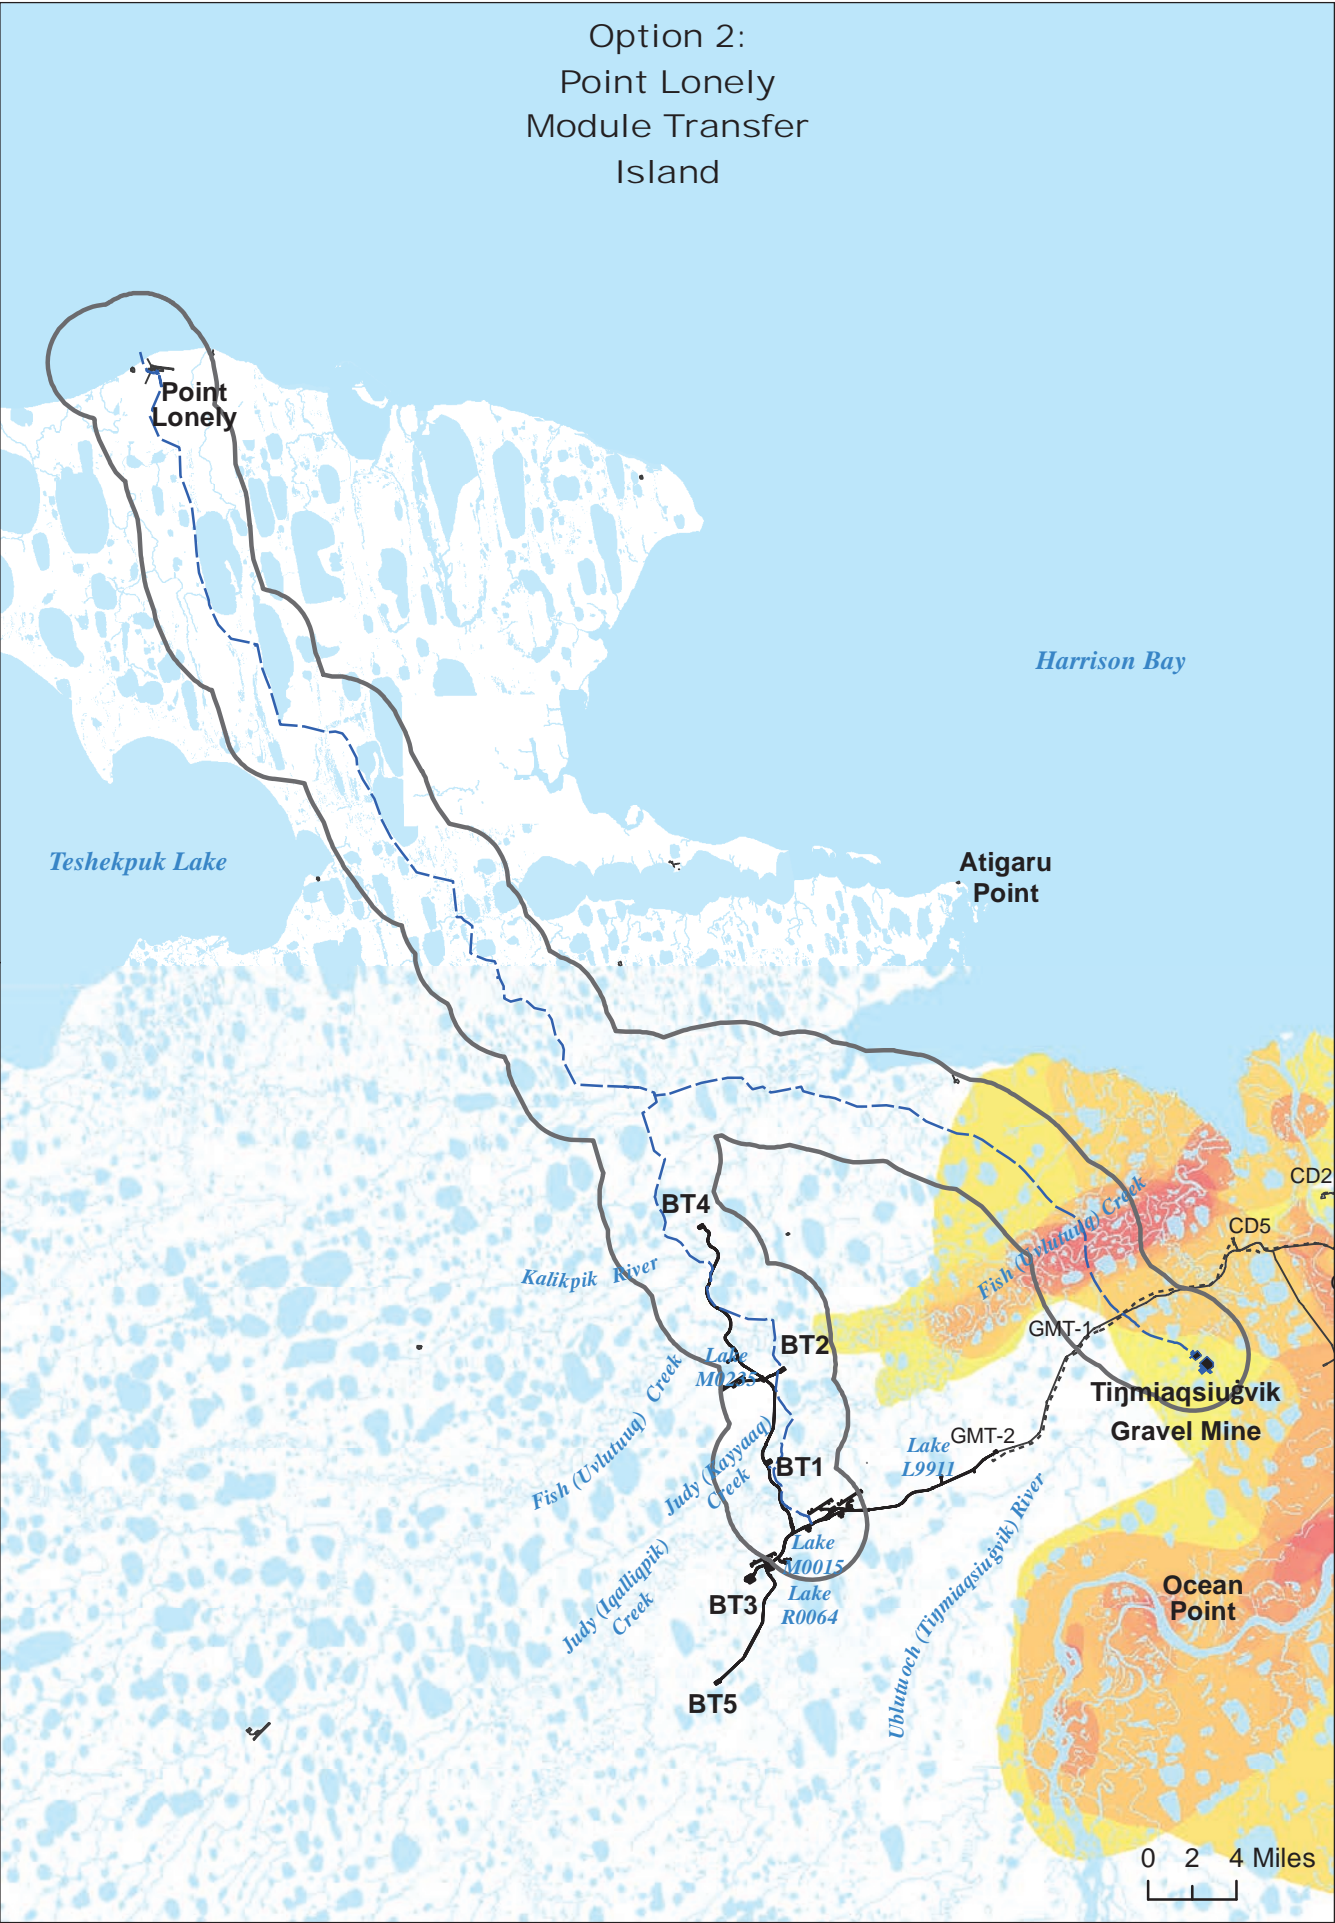 Option 2:
Point Lonely
Module Transfer
Island
Point
Lonely
Harrison Bay
Teshekpuk Lake
Atigaru
Point
CD2
Fish (Uvlutuuq) Creek
BT4
CD5
Kalikpik River
GMT-1
BT2
Lake
M0235
Tiŋmiaqsiuġvik
Gravel Mine
Fish (Uvlutuuq) Creek
Judy (Kayyaaq)
Creek
GMT-2
Lake
L9911
BT1
Lake
M0015
Judy (Iqalliqpik)
Creek
Ublutuoch (Tiŋmiaqsiuġvik) River
Ocean
Point
BT3
Lake
R0064
BT5
0 2 4 Miles